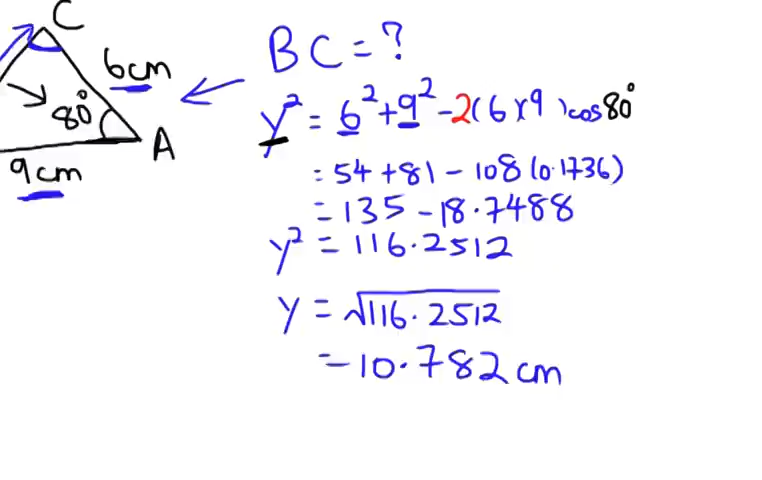 C
BC = ?
6cm
80°
A
9cm
y² = 6² + 9² - 2(6 x 9 )cos 80°
= 54 + 81 - 108 (0.1736)
= 135 - 18.7488
y² = 116.2512
y = √116.2512
= 10.782 cm